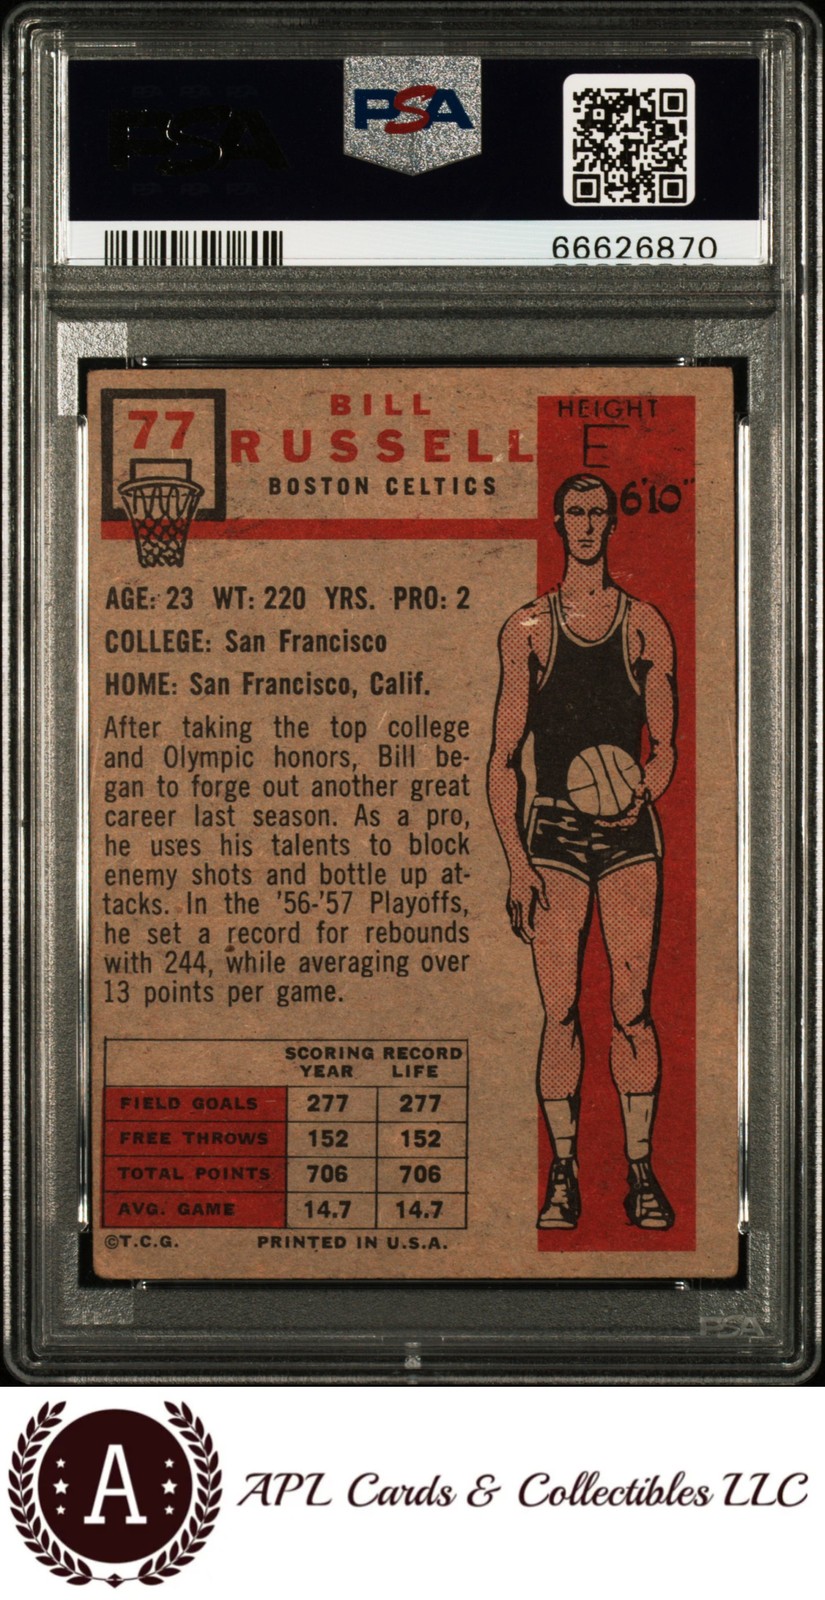 PSA
PSA
66626870
77
BILL
RUSSELL
BOSTON CELTICS
HEIGHT
E
6'10"
AGE: 23 WT: 220 YRS. PRO: 2
COLLEGE: San Francisco
HOME: San Francisco, Calif.
After taking the top college
and Olympic honors, Bill be-
gan to forge out another great
career last season. As a pro,
he uses his talents to block
enemy shots and bottle up at-
tacks. In the '56-'57 Playoffs,
he set a record for rebounds
with 244, while averaging over
13 points per game.
SCORING RECORD
YEAR LIFE
FIELD GOALS 277 277
FREE THROWS 152 152
TOTAL POINTS 706 706
AVG. GAME 14.7 14.7
©T.C.G. PRINTED IN U.S.A.
PSA
A
APL Cards & Collectibles LLC